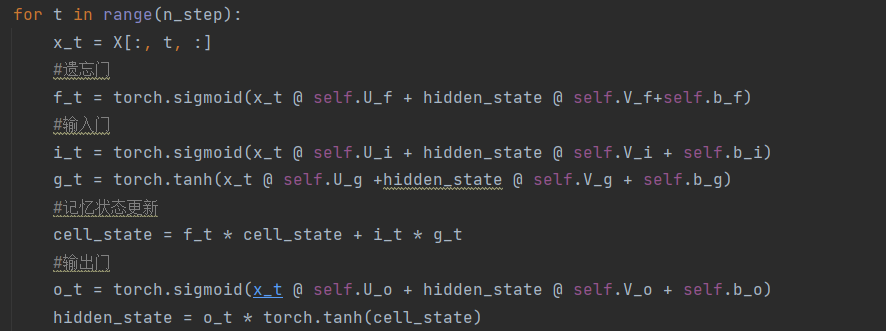 for t in range(n_step):
x_t = X[:, t, :]
#遗忘门
f_t = torch.sigmoid(x_t @ self.U_f + hidden_state @ self.V_f+self.b_f)
#输入门
i_t = torch.sigmoid(x_t @ self.U_i + hidden_state @ self.V_i + self.b_i)
g_t = torch.tanh(x_t @ self.U_g +hidden_state @ self.V_g + self.b_g)
#记忆状态更新
cell_state = f_t * cell_state + i_t * g_t
#输出门
o_t = torch.sigmoid(x_t @ self.U_o + hidden_state @ self.V_o + self.b_o)
hidden_state = o_t * torch.tanh(cell_state)